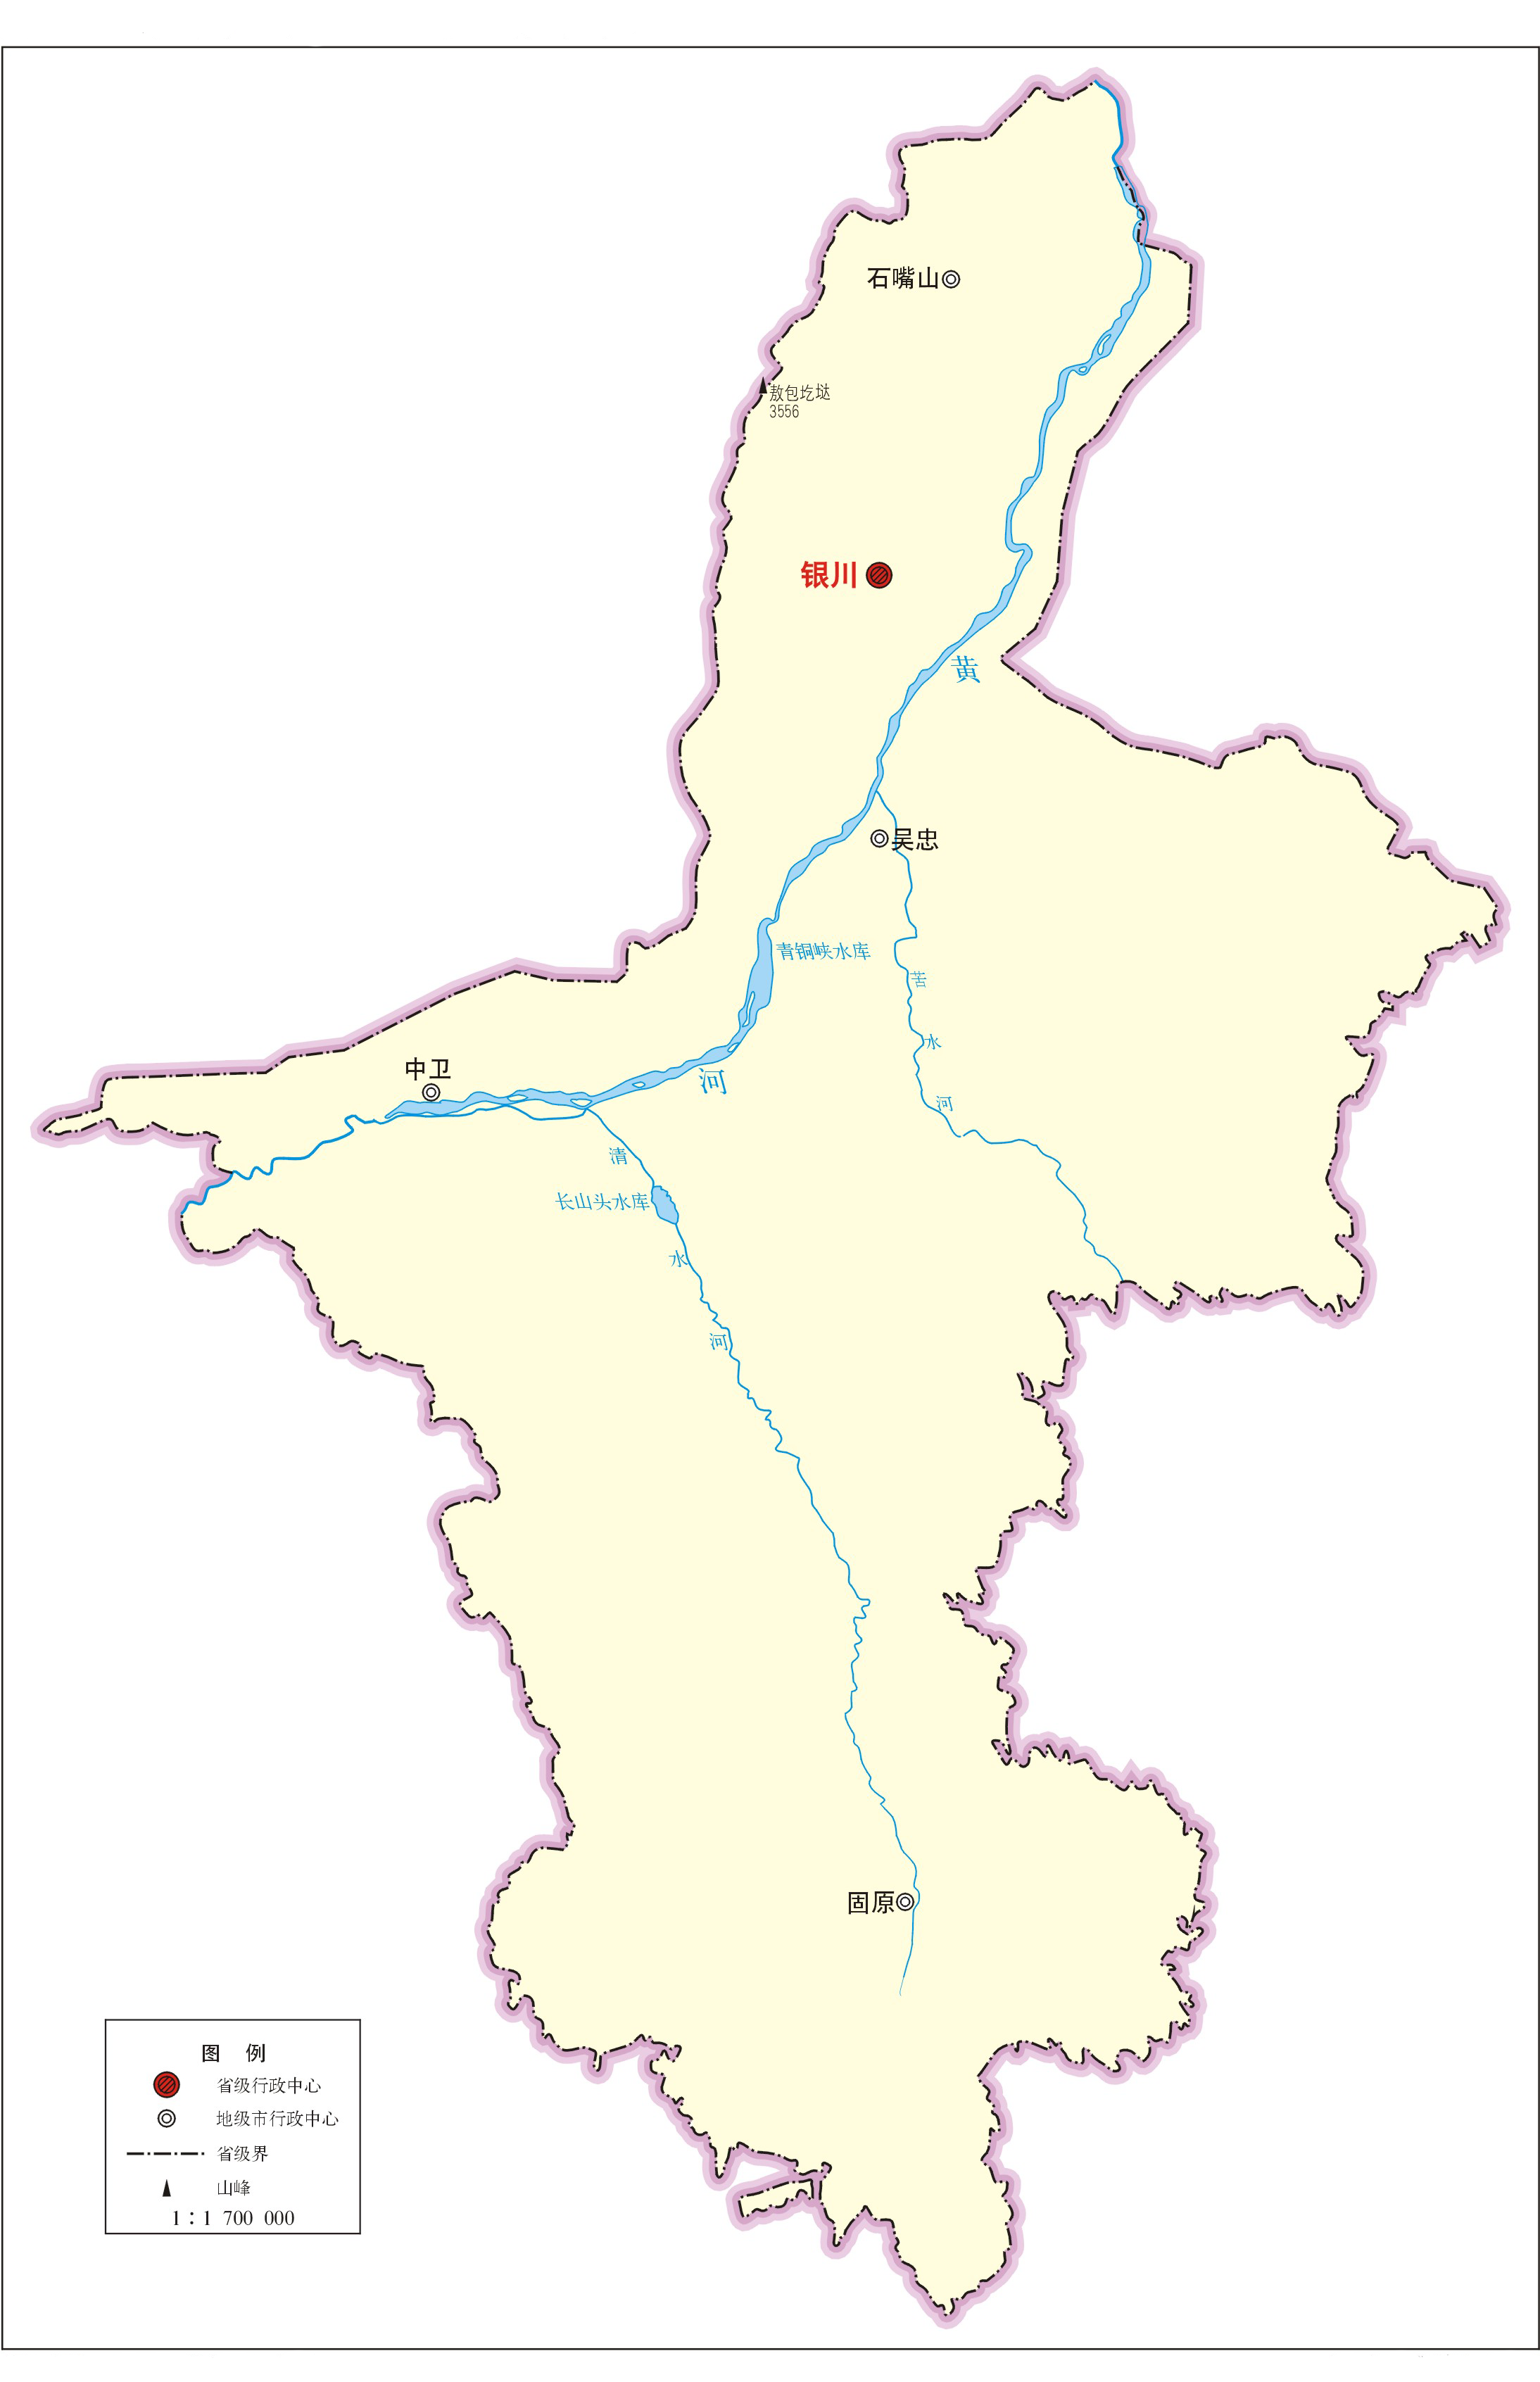 石嘴山
敖包圪垯
3556
银川
黄
吴忠
青铜峡水库
苦
水
河
中卫
河
清
长山头水库
水
河
固原
图 例
省级行政中心
地级市行政中心
省级界
山峰
1：1 700 000